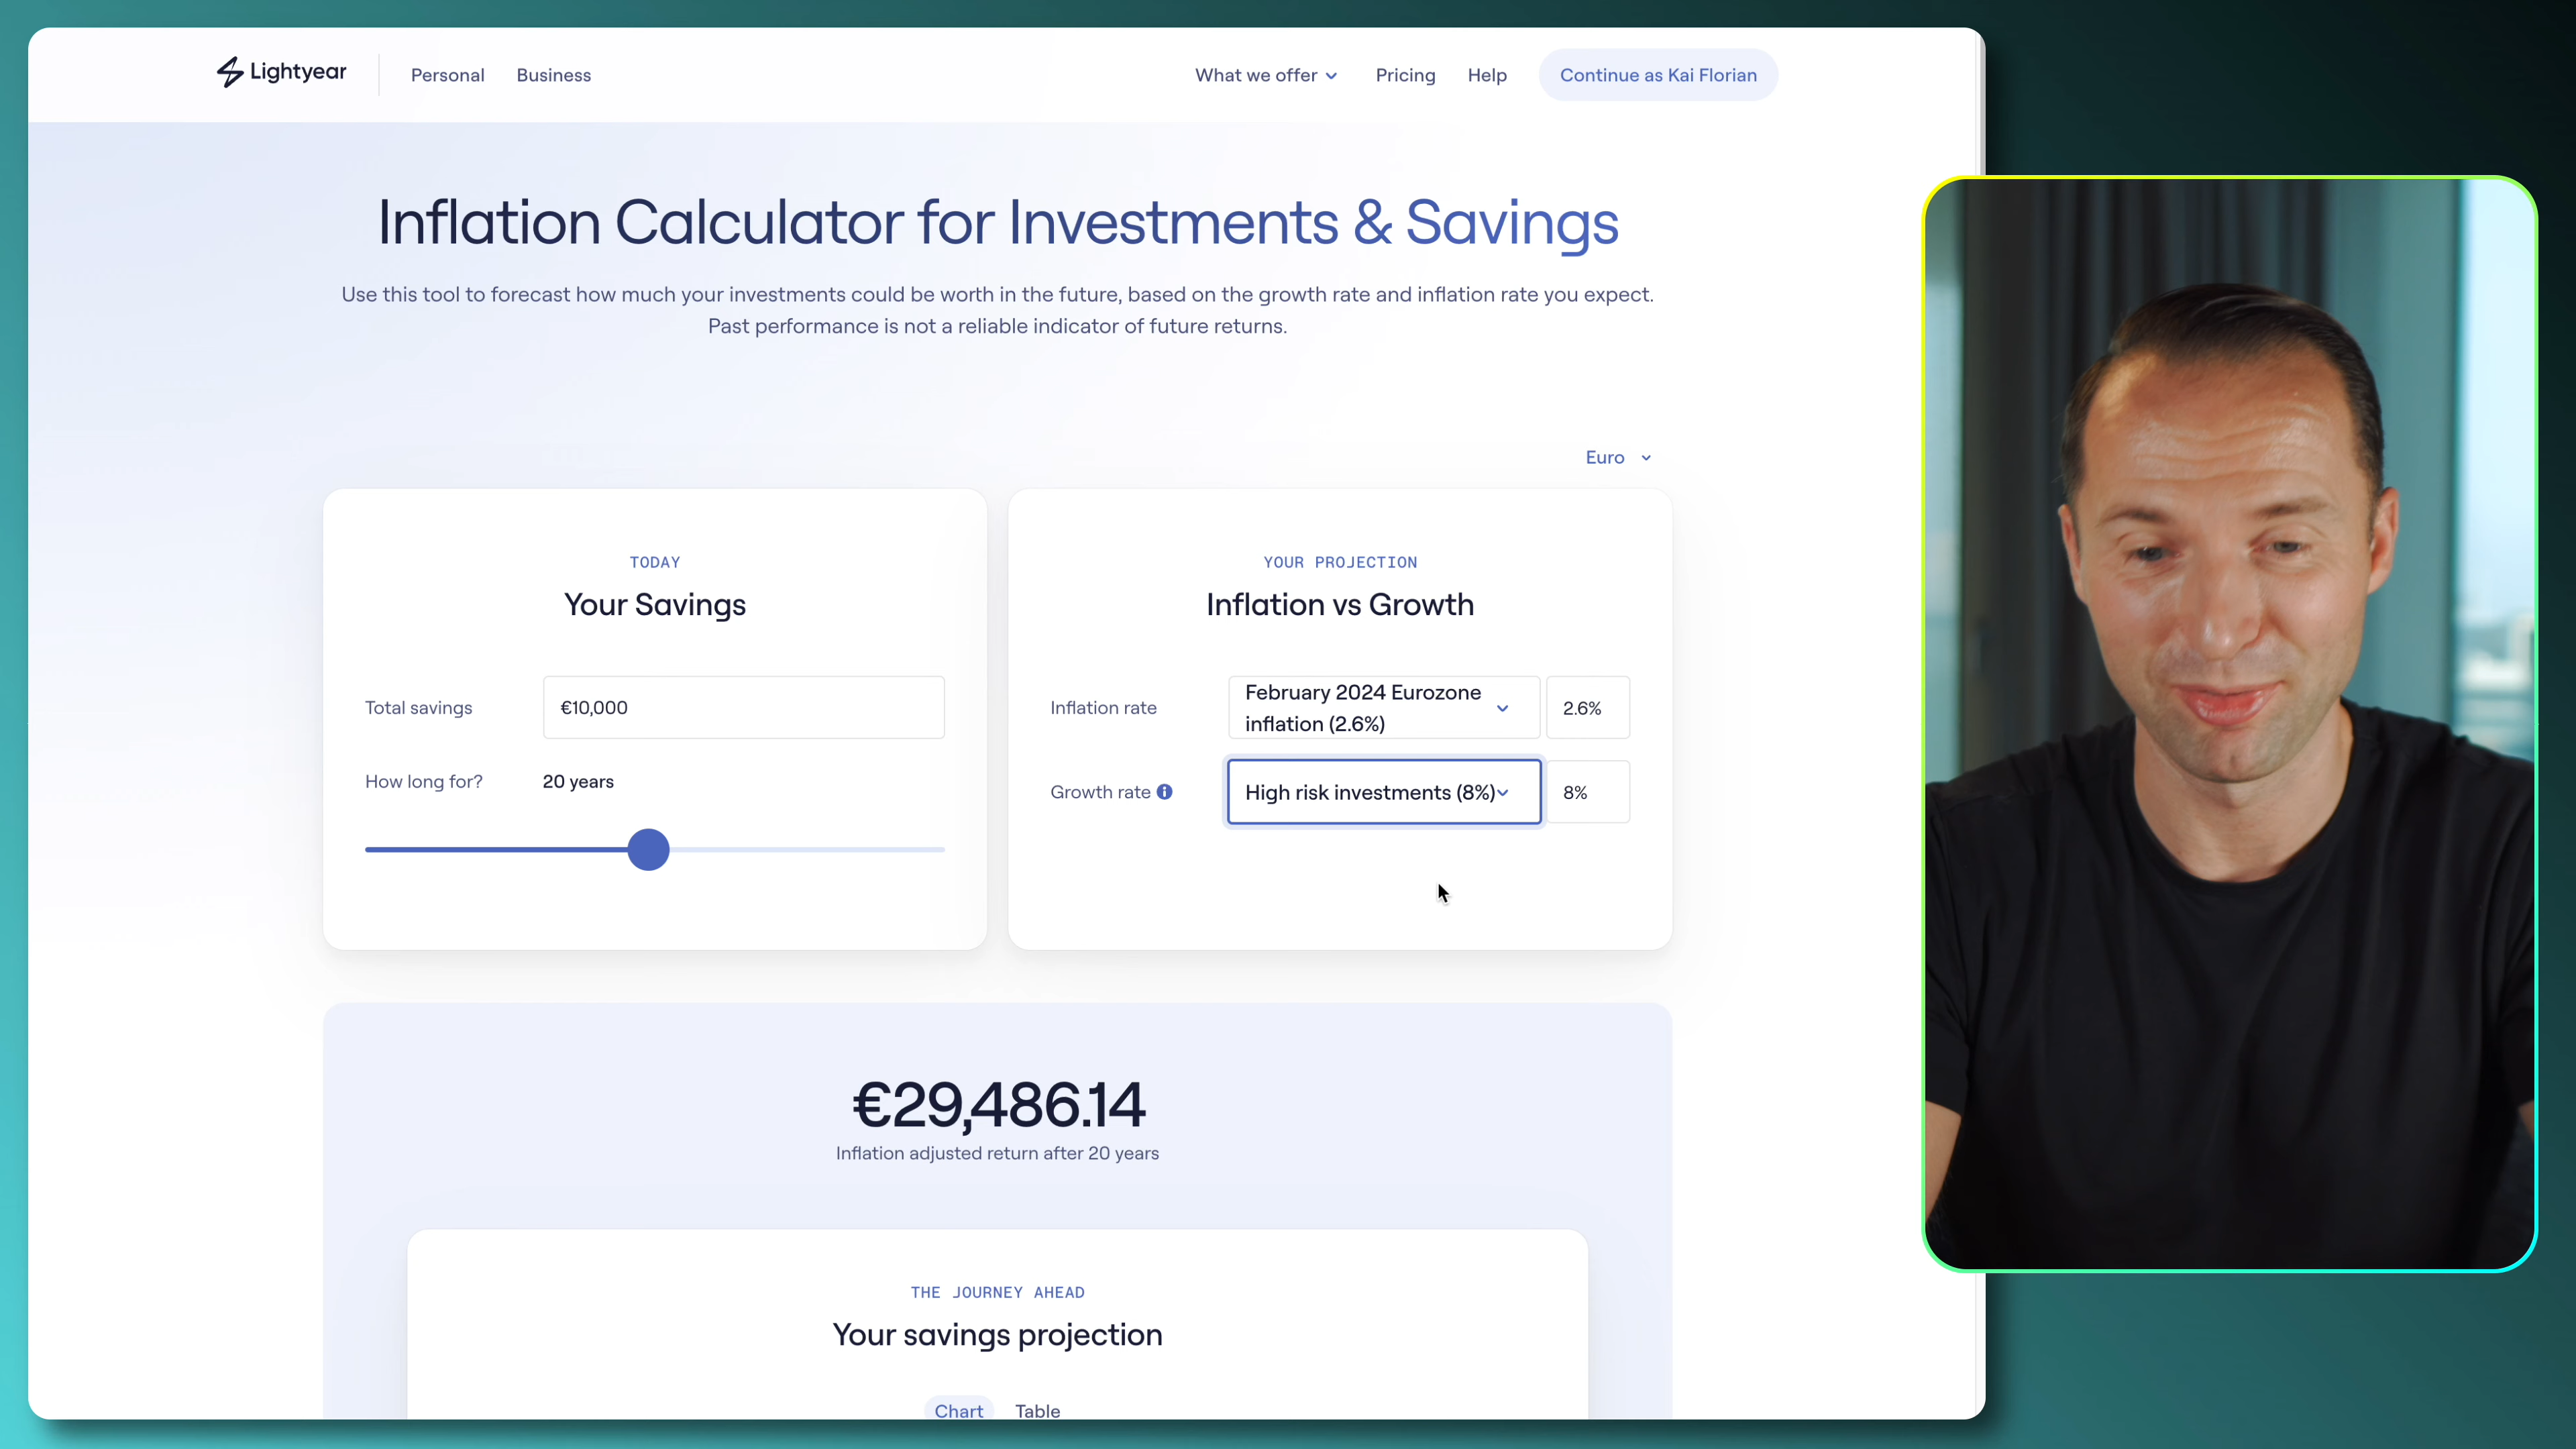 Lightyear
Personal
Business
What we offer
Pricing
Help
Continue as Kai Florian
Inflation Calculator for Investments & Savings
Use this tool to forecast how much your investments could be worth in the future, based on the growth rate and inflation rate you expect.
Past performance is not a reliable indicator of future returns.
Euro
TODAY
Your Savings
Total savings
€10,000
How long for?
20 years
YOUR PROJECTION
Inflation vs Growth
Inflation rate
February 2024 Eurozone
inflation (2.6%)
2.6%
Growth rate
High risk investments (8%)
8%
€29,486.14
Inflation adjusted return after 20 years
THE JOURNEY AHEAD
Your savings projection
Chart
Table